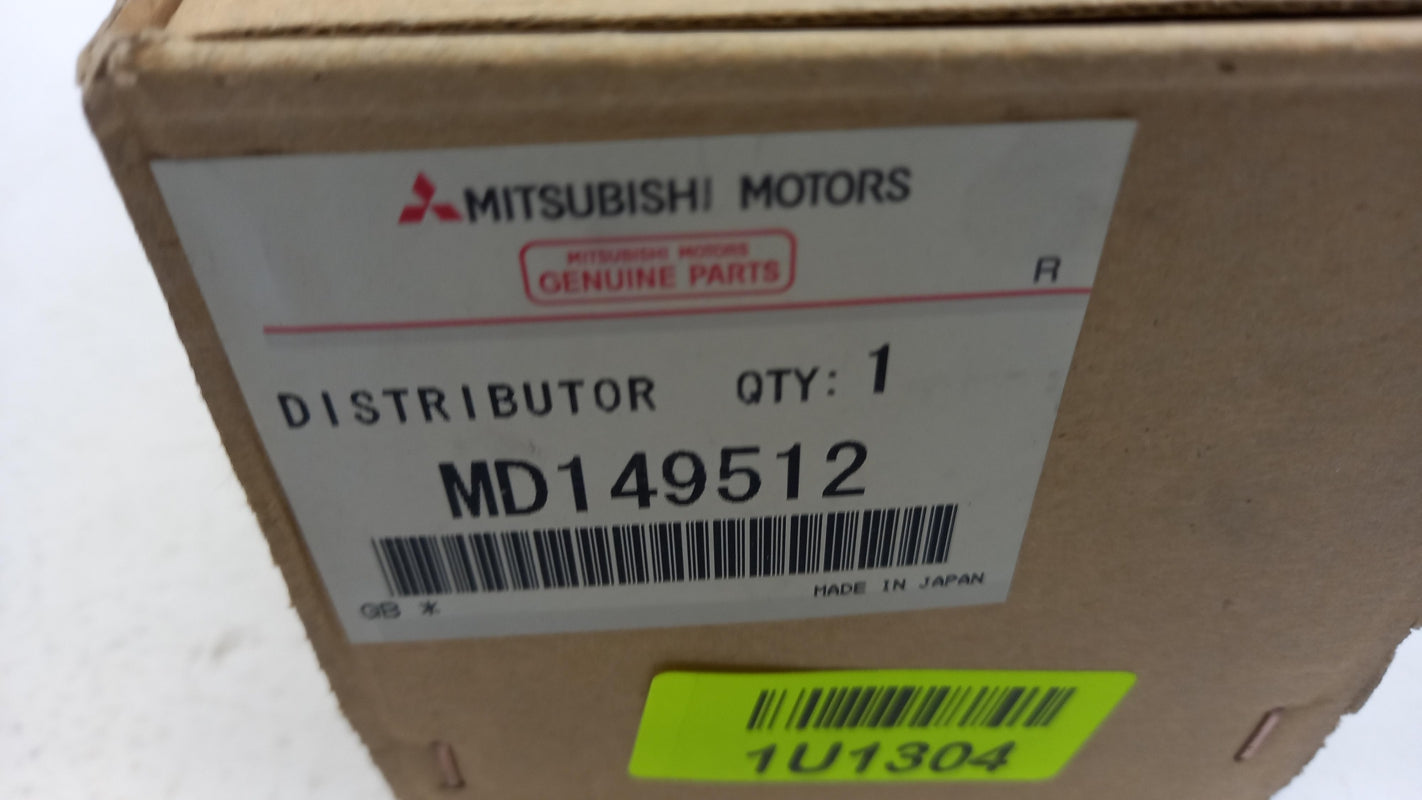 MITSUBISHI MOTORS
MITSUBISHI MOTORS
GENUINE PARTS
R
DISTRIBUTOR QTY: 1
MD149512
GB *
MADE IN JAPAN
1U1304